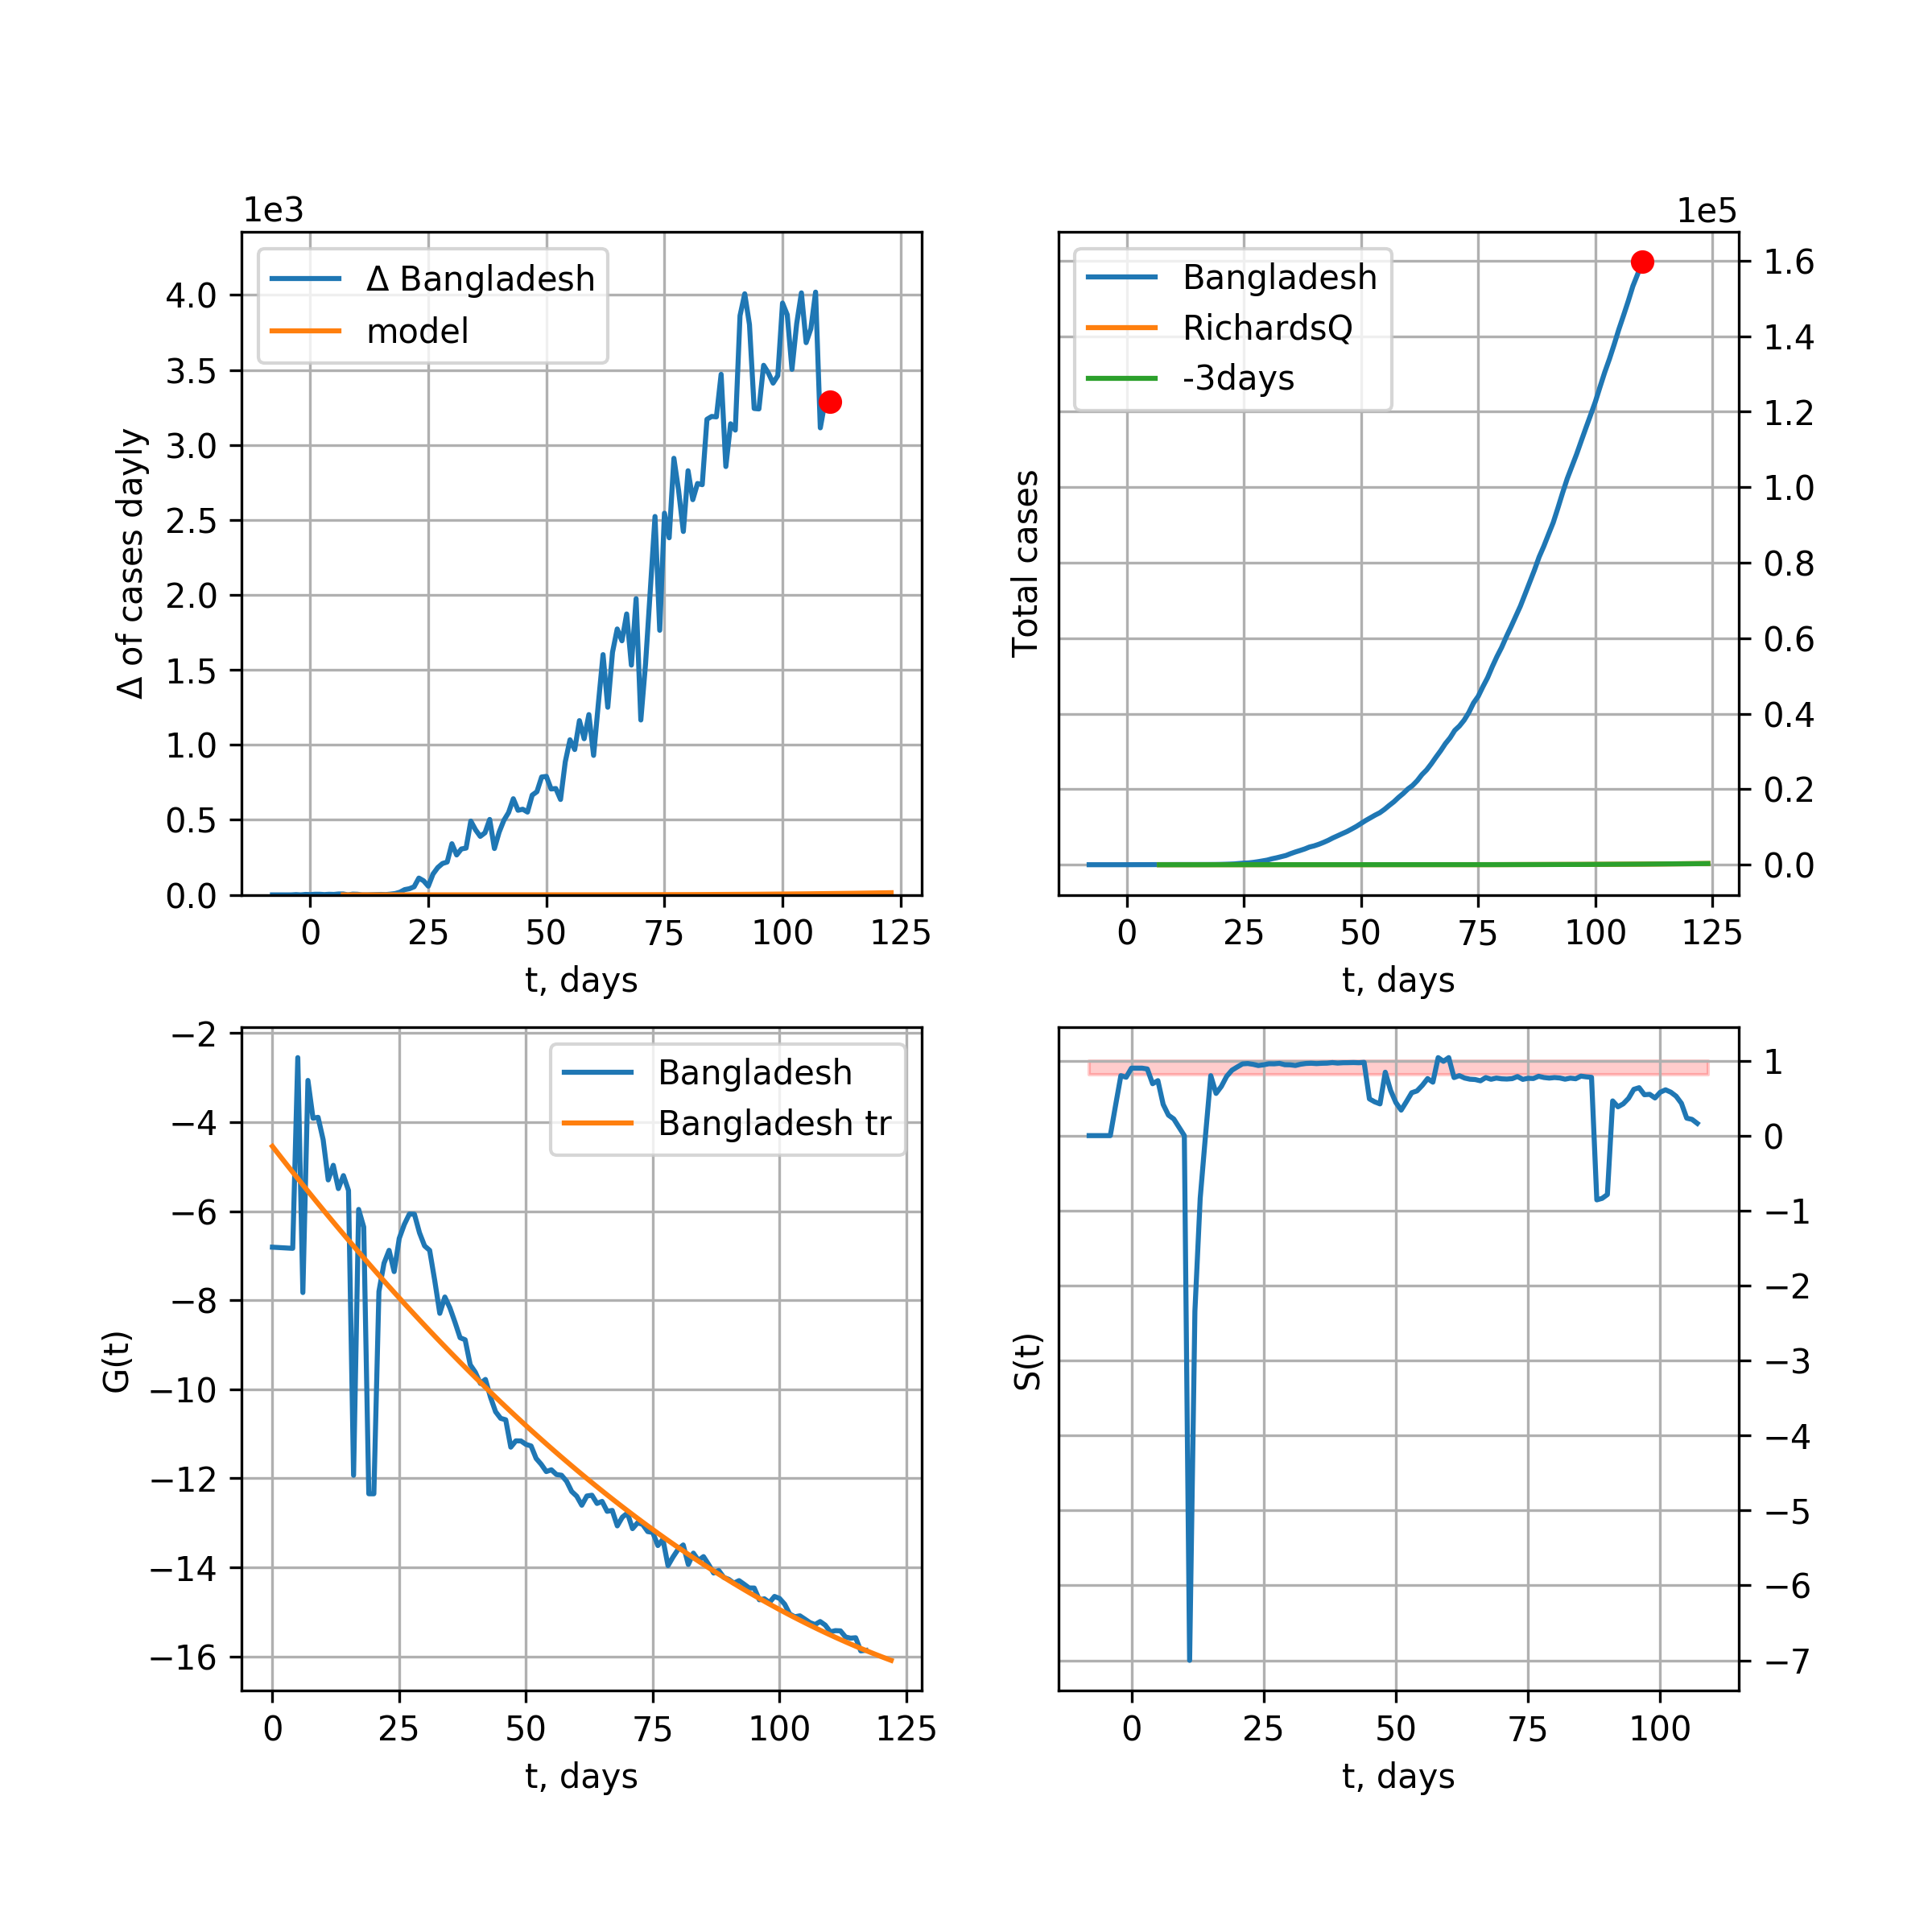 1e3
Δ Bangladesh
model
4.0
3.5
3.0
2.5
2.0
1.5
1.0
0.5
0.0
Δ of cases dayly
0 25 50 75 100 125
t, days
1e5
Bangladesh
RichardsQ
-3days
Total cases
1.6
1.4
1.2
1.0
0.8
0.6
0.4
0.2
0.0
0 25 50 75 100 125
t, days
Bangladesh
Bangladesh tr
−2
−4
−6
−8
−10
−12
−14
−16
G(t)
0 25 50 75 100 125
t, days
S(t)
1
0
−1
−2
−3
−4
−5
−6
−7
0 25 50 75 100
t, days